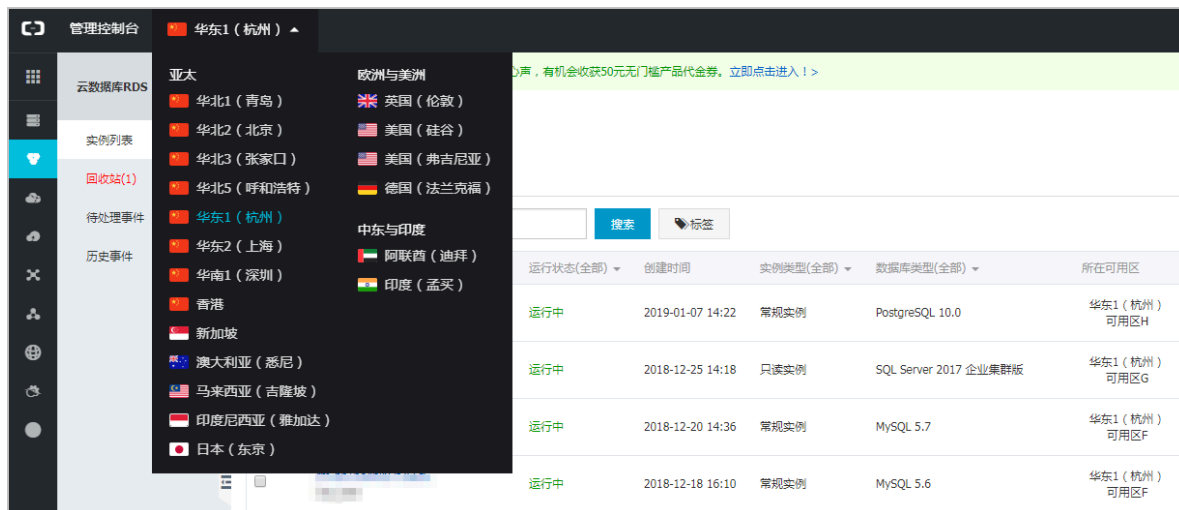 管理控制台
华东1 ( 杭州 )
云数据库RDS
实例列表
回收站(1)
待处理事件
历史事件
亚太
华北1 ( 青岛 )
华北2 ( 北京 )
华北3 ( 张家口 )
华北5 ( 呼和浩特 )
华东1 ( 杭州 )
华东2 ( 上海 )
华南1 ( 深圳 )
香港
新加坡
澳大利亚 ( 悉尼 )
马来西亚 ( 吉隆坡 )
印度尼西亚 ( 雅加达 )
日本 ( 东京 )
欧洲与美洲
英国 ( 伦敦 )
美国 ( 硅谷 )
美国 ( 弗吉尼亚 )
德国 ( 法兰克福 )
中东与印度
阿联酋 ( 迪拜 )
印度 ( 孟买 )
心声，有机会收获50元无门槛产品代金券。立即点击进入！>
搜索
标签
运行状态(全部) 创建时间 实例类型(全部) 数据库类型(全部) 所在可用区
运行中 2019-01-07 14:22 常规实例 PostgreSQL 10.0 华东1 ( 杭州 )
可用区H
运行中 2018-12-25 14:18 只读实例 SQL Server 2017 企业集群版 华东1 ( 杭州 )
可用区G
运行中 2018-12-20 14:36 常规实例 MySQL 5.7 华东1 ( 杭州 )
可用区F
运行中 2018-12-18 16:10 常规实例 MySQL 5.6 华东1 ( 杭州 )
可用区F